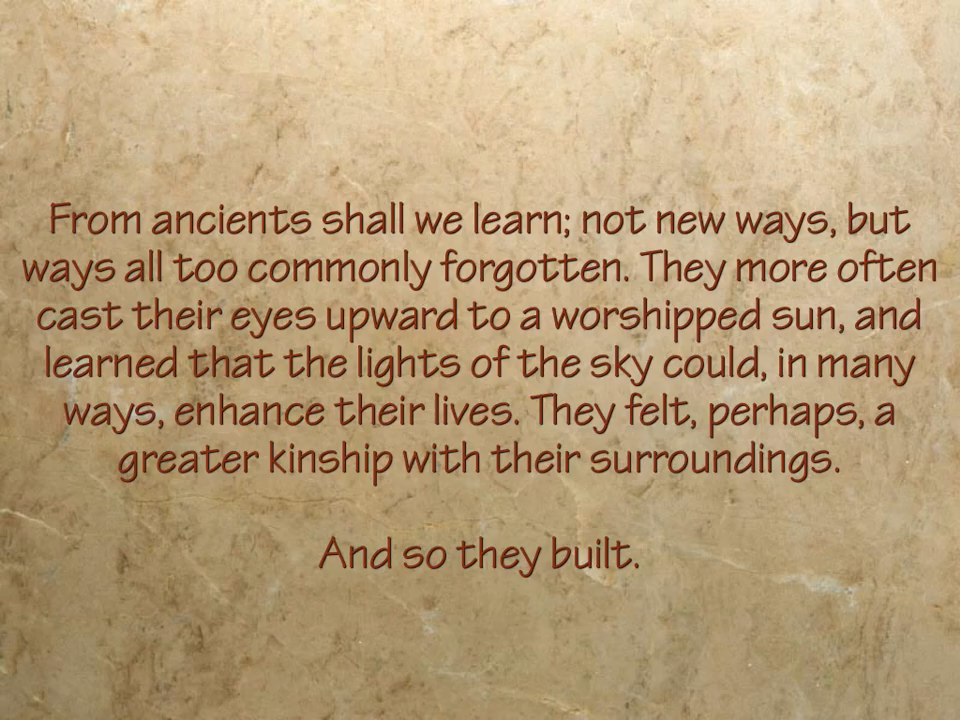 From ancients shall we learn; not new ways, but
ways all too commonly forgotten. They more often
cast their eyes upward to a worshipped sun, and
learned that the lights of the sky could, in many
ways, enhance their lives. They felt, perhaps, a
greater kinship with their surroundings.
And so they built.